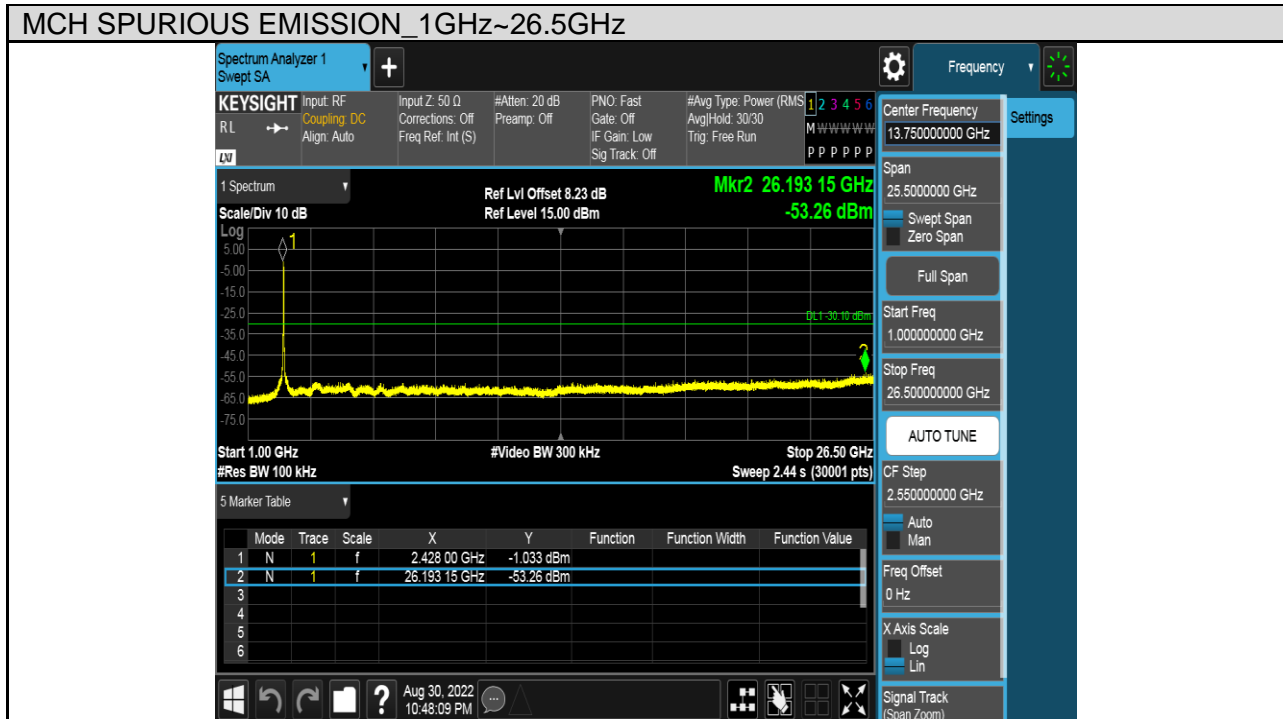 MCH SPURIOUS EMISSION_1GHz~26.5GHz
Spectrum Analyzer 1
Swept SA
Frequency
KEYSIGHT Input: RF Input Z: 50 Ω #Atten: 20 dB PNO: Fast #Avg Type: Power (RMS 1 2 3 4 5 6
RL Coupling: DC Corrections: Off Preamp: Off Gate: Off Avg|Hold: 30/30 M W W W W W
Align: Auto Freq Ref: Int (S) IF Gain: Low Trig: Free Run
LXI Sig Track: Off P P P P P P
Center Frequency
13.750000000 GHz
Settings
Span
25.5000000 GHz
Swept Span
Zero Span
Full Span
Start Freq
1.000000000 GHz
Stop Freq
26.500000000 GHz
AUTO TUNE
CF Step
2.550000000 GHz
Auto
Man
Freq Offset
0 Hz
X Axis Scale
Log
Lin
Signal Track
(Span Zoom)
1 Spectrum
Ref Lvl Offset 8.23 dB
Mkr2 26.193 15 GHz
Scale/Div 10 dB
Ref Level 15.00 dBm
-53.26 dBm
Log
1
5.00
-5.00
-15.0
-25.0
DL1 -30.10 dBm
-35.0
-45.0
2
-55.0
-65.0
-75.0
Start 1.00 GHz #Video BW 300 kHz Stop 26.50 GHz
#Res BW 100 kHz Sweep 2.44 s (30001 pts)
5 Marker Table
Mode Trace Scale X Y Function Function Width Function Value
1 N 1 f 2.428 00 GHz -1.033 dBm
2 N 1 f 26.193 15 GHz -53.26 dBm
3
4
5
6
? Aug 30, 2022
10:48:09 PM